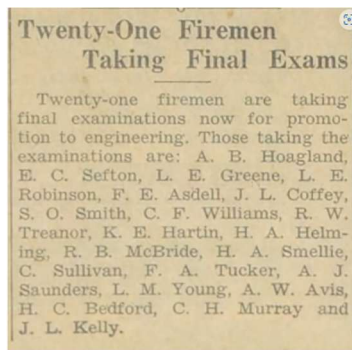 Twenty-One Firemen
Taking Final Exams
Twenty-one firemen are taking
final examinations now for promo-
tion to engineering. Those taking the
examinations are: A. B. Hoagland,
E. C. Sefton, L. E. Greene, L. E.
Robinson, F. E. Asdell, J. L. Coffey,
S. O. Smith, C. F. Williams, R. W.
Treanor, K. E. Hartin, H. A. Helm-
ing, R. B. McBride, H. A. Smellie,
C. Sullivan, F. A. Tucker, A. J.
Saunders, L. M. Young, A. W. Avis,
H. C. Bedford, C. H. Murray and
J. L. Kelly.